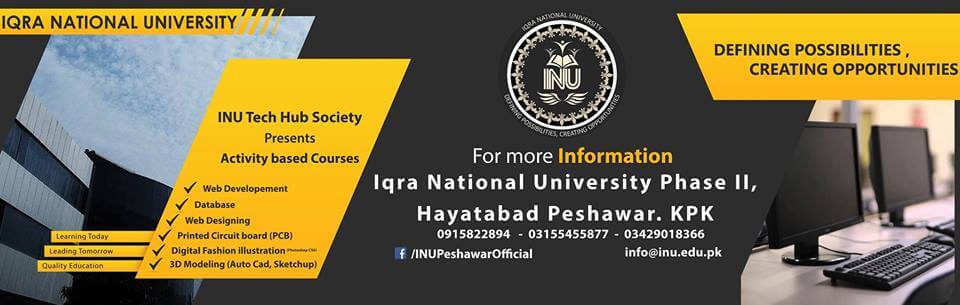 IQRA NATIONAL UNIVERSITY
INU Tech Hub Society
Presents
Activity based Courses
Web Developement
Database
Web Designing
Printed Circuit board (PCB)
Digital Fashion illustration (Photoshop CS6)
3D Modeling (Auto Cad, Sketchup)
Learning Today
Leading Tomorrow
Quality Education
IQRA NATIONAL UNIVERSITY
INU
DEFINING POSSIBILITIES, CREATING OPPORTUNITIES
For more Information
Iqra National University Phase II,
Hayatabad Peshawar. KPK
0915822894 - 03155455877 - 03429018366
f /INUPeshawarOfficial
info@inu.edu.pk
DEFINING POSSIBILITIES ,
CREATING OPPORTUNITIES